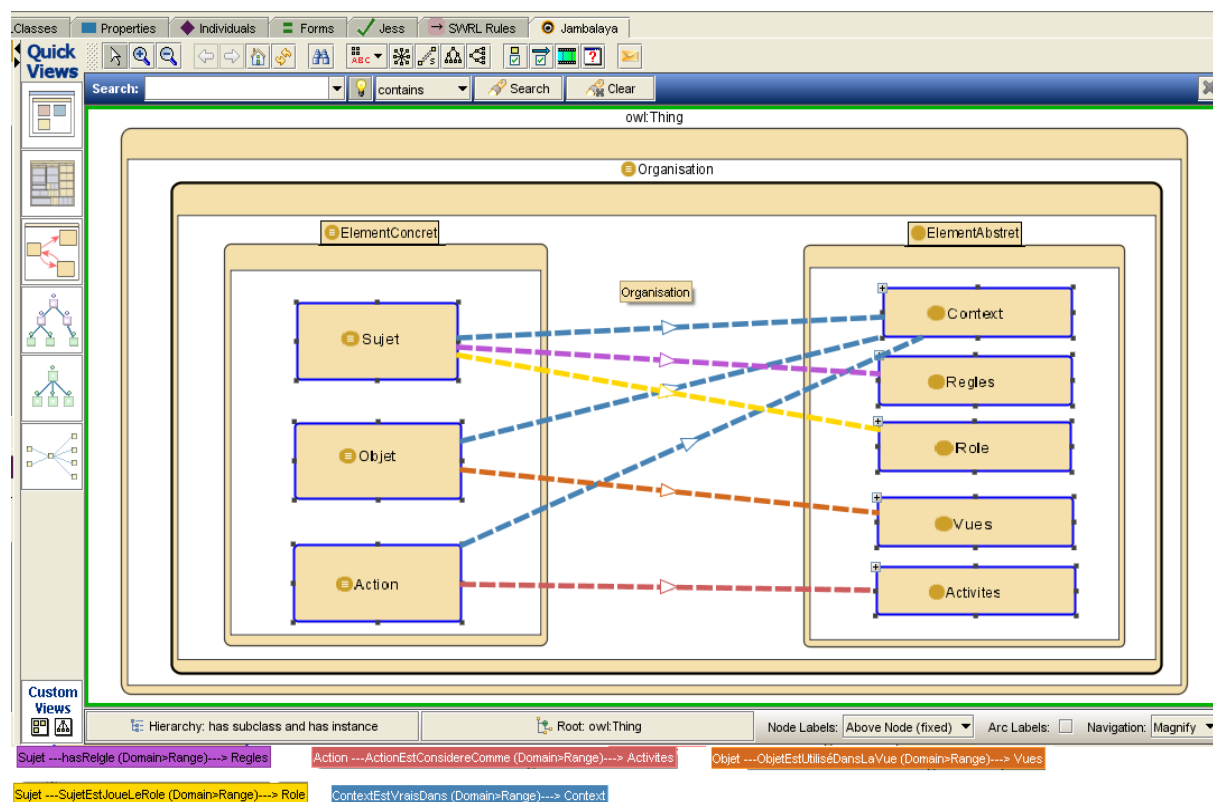 Classes Properties Individuals Forms Jess SWRL Rules Jambalaya
Quick
Views
ABC
S
?
Search: contains Search Clear
owl:Thing
Organisation
ElementConcret ElementAbstret
Organisation
Context
Sujet
Regles
Role
Objet
Vues
Action
Activites
Custom
Views
Hierarchy: has subclass and has instance Root: owl:Thing Node Labels: Above Node (fixed) Arc Labels: Navigation: Magnify
Sujet ---hasRelgle (Domain>Range)---> Regles Action ---ActionEstConsidereComme (Domain>Range)---> Activites Objet ---ObjetEstUtiliséDansLaVue (Domain>Range)---> Vues
Sujet ---SujetEstJoueLeRole (Domain>Range)---> Role ContextEstVraisDans (Domain>Range)---> Context